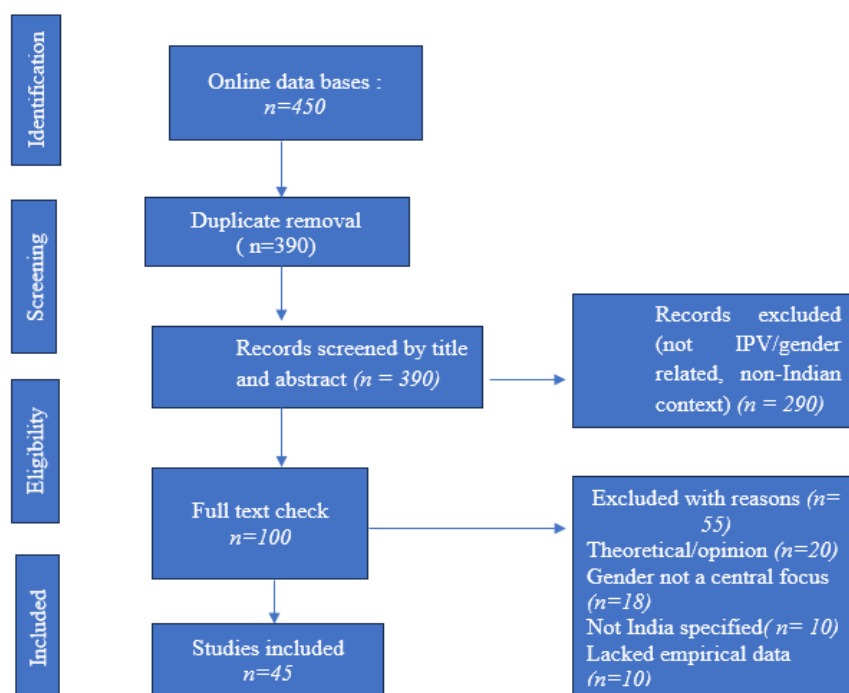 Identification
Online data bases :
n=450
Screening
Duplicate removal
( n=390)
Records screened by title
and abstract (n = 390)
Records excluded
(not IPV/gender
related, non-Indian
context) (n = 290)
Eligibility
Full text check
n=100
Excluded with reasons (n=
55)
Theoretical/opinion (n=20)
Gender not a central focus
(n=18)
Not India specified( n= 10)
Lacked empirical data
(n=10)
Included
Studies included
n=45